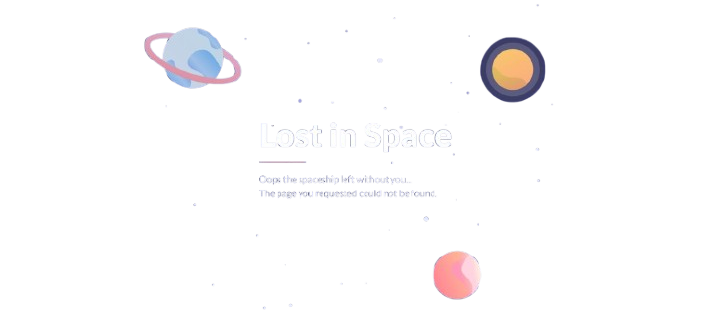 Lost in Space
Oops the spaceship left without you...
The page you requested could not be found.